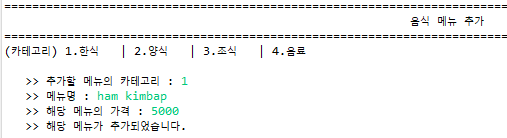 ================================================================================
음식 메뉴 추가
================================================================================
(카테고리) 1.한식 | 2.양식 | 3.조식 | 4.음료
>> 추가할 메뉴의 카테고리 : 1
>> 메뉴명 : ham kimbap
>> 해당 메뉴의 가격 : 5000
>> 해당 메뉴가 추가되었습니다.